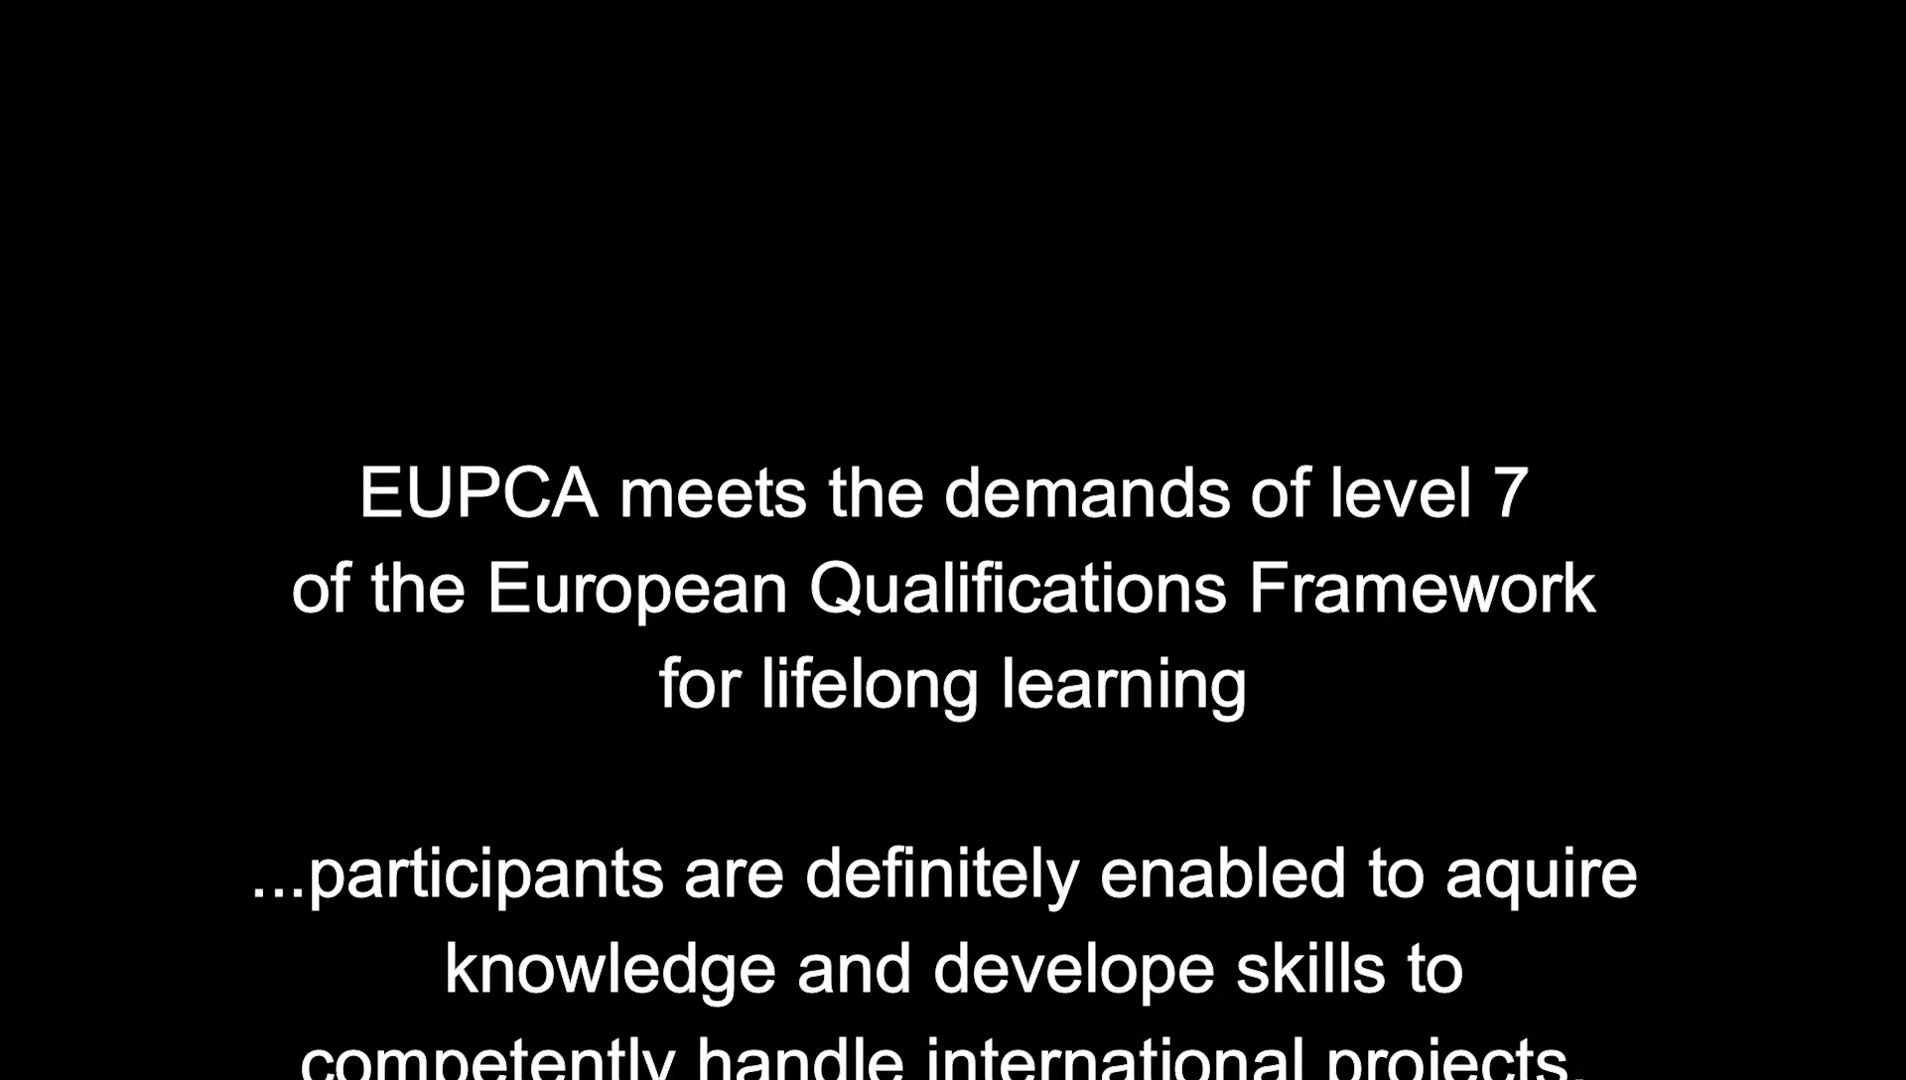 EUPCA meets the demands of level 7
of the European Qualifications Framework
for lifelong learning
...participants are definitely enabled to aquire
knowledge and develope skills to
competently handle international projects.